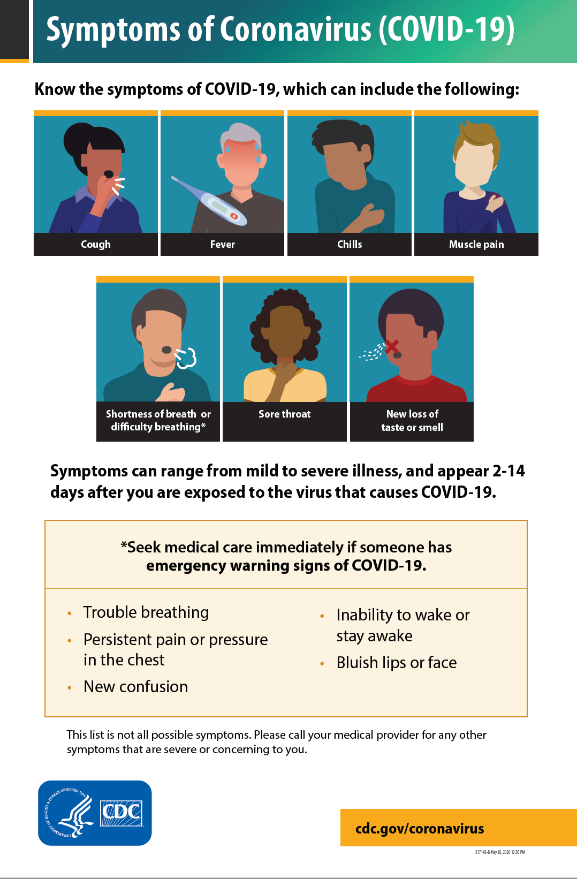 Symptoms of Coronavirus (COVID-19)
Know the symptoms of COVID-19, which can include the following:
Cough
Fever
Chills
Muscle pain
Shortness of breath or
difficulty breathing*
Sore throat
New loss of
taste or smell
Symptoms can range from mild to severe illness, and appear 2-14
days after you are exposed to the virus that causes COVID-19.
*Seek medical care immediately if someone has
emergency warning signs of COVID-19.
• Trouble breathing
• Persistent pain or pressure
in the chest
• New confusion
• Inability to wake or
stay awake
• Bluish lips or face
This list is not all possible symptoms. Please call your medical provider for any other
symptoms that are severe or concerning to you.
CDC
cdc.gov/coronavirus